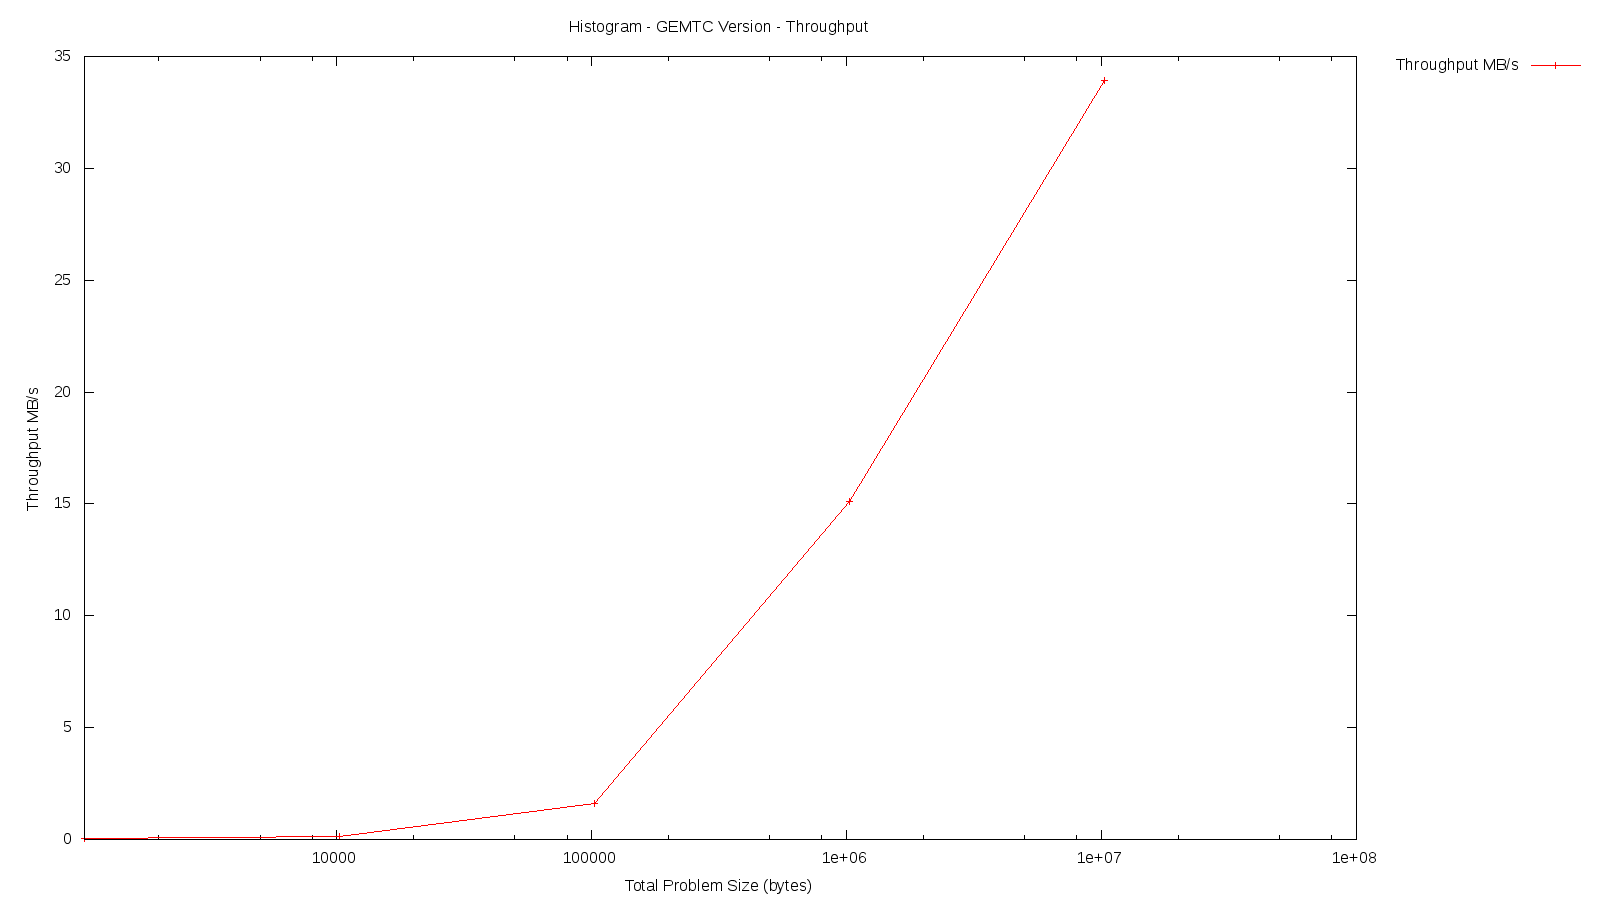 Histogram - GEMTC Version - Throughput
Throughput MB/s
35
30
25
20
15
10
5
0
Throughput MB/s
10000
100000
1e+06
1e+07
1e+08
Total Problem Size (bytes)